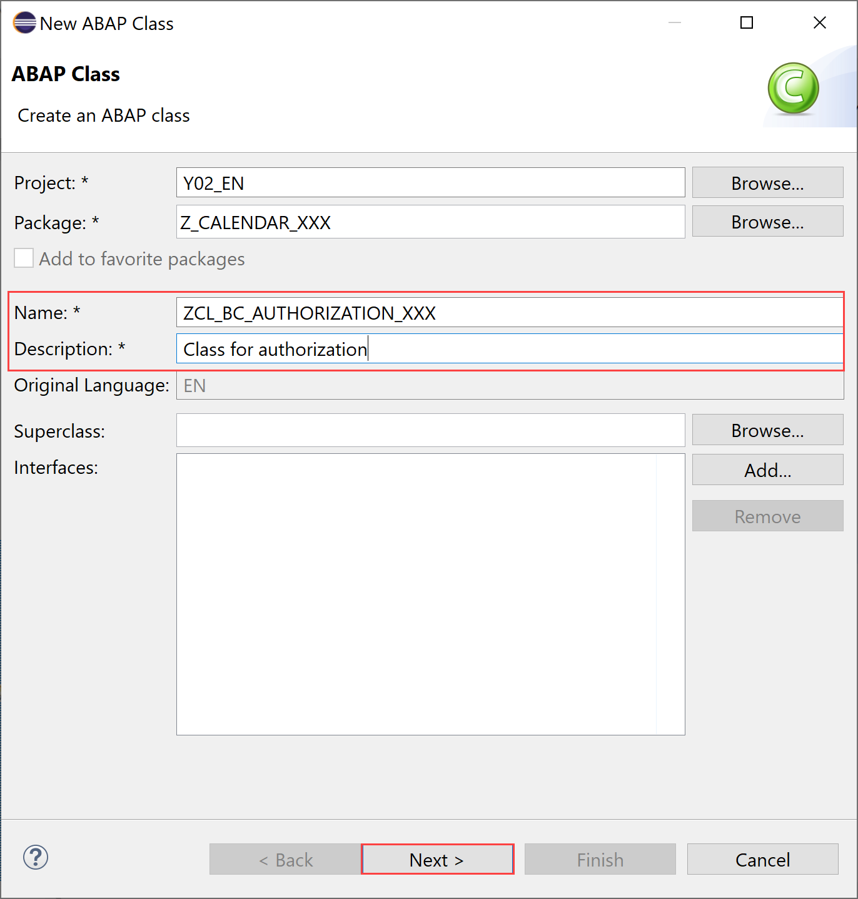 New ABAP Class
ABAP Class
Create an ABAP class
Project: * Y02_EN Browse...
Package: * Z_CALENDAR_XXX Browse...
Add to favorite packages
Name: * ZCL_BC_AUTHORIZATION_XXX
Description: * Class for authorization
Original Language: EN
Superclass: Browse...
Interfaces: Add...
Remove
? < Back Next > Finish Cancel